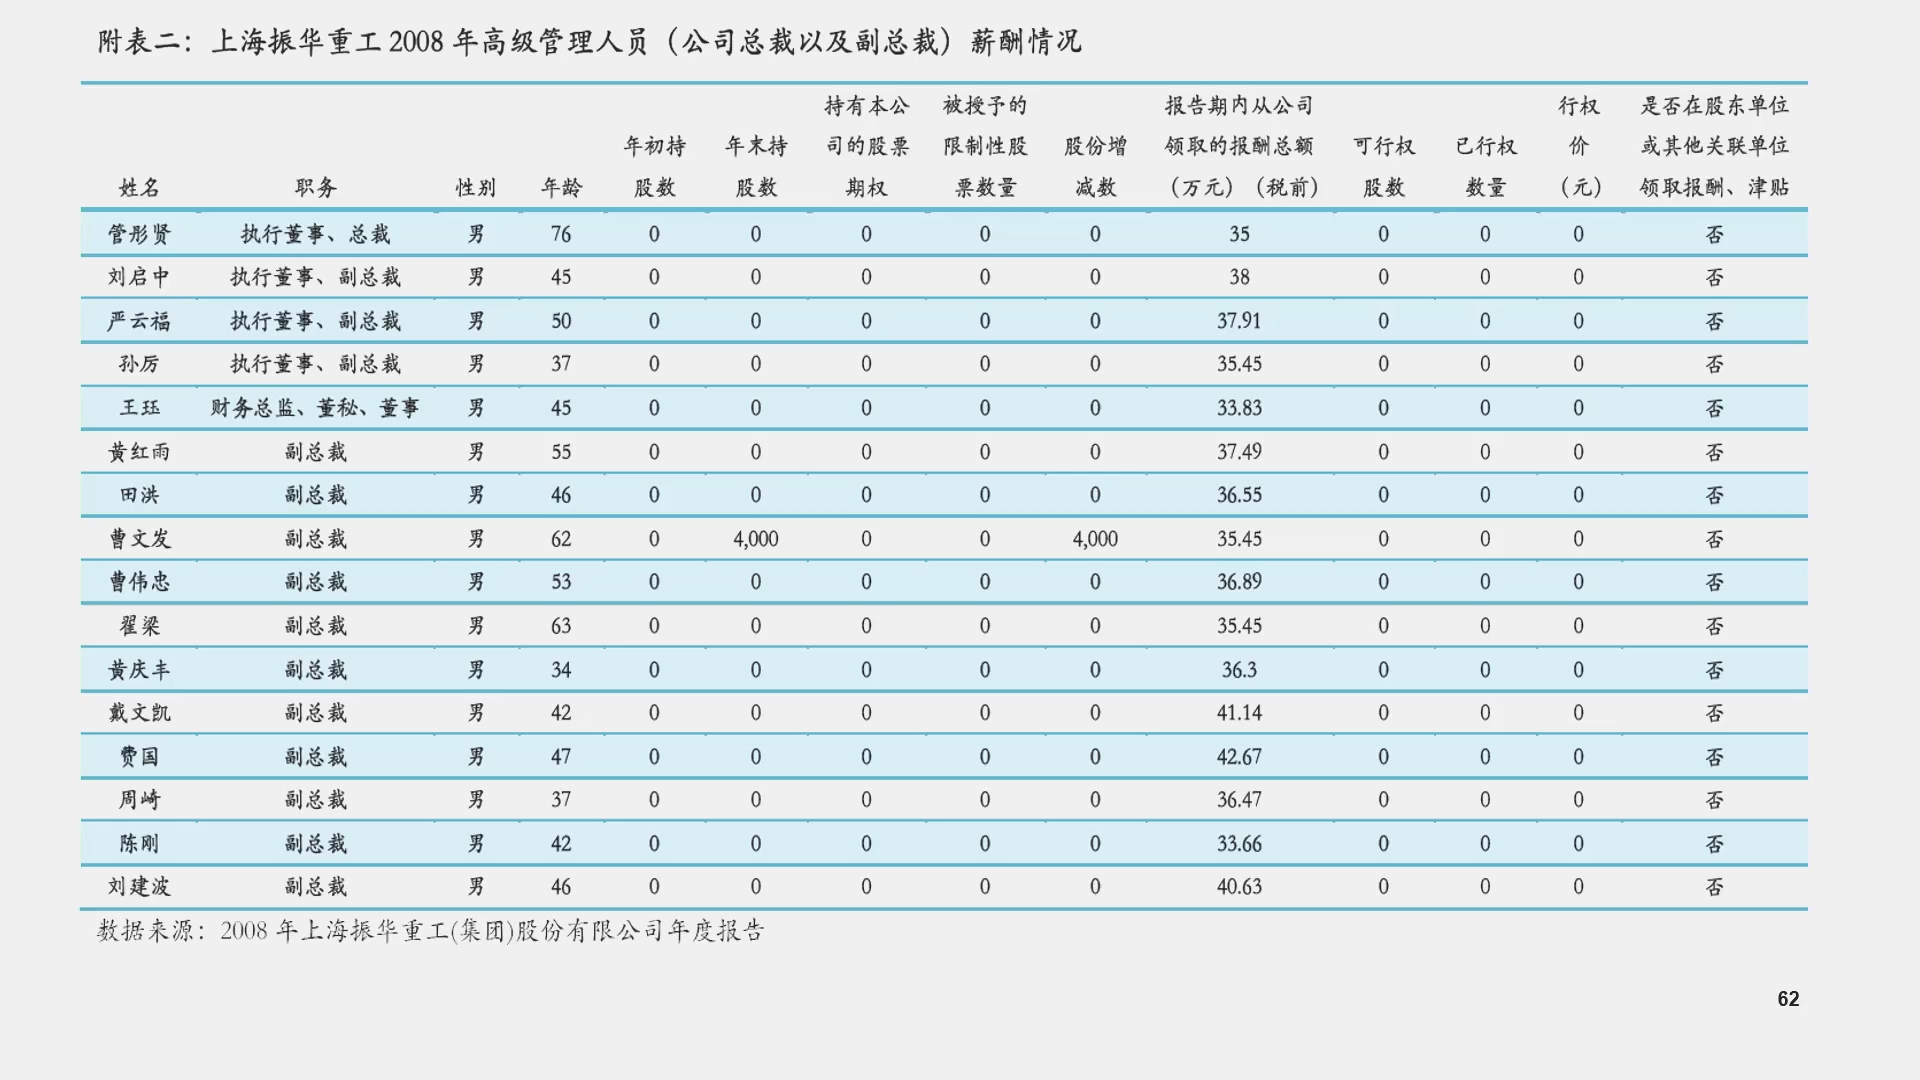 附表二：上海振华重工2008年高级管理人员（公司总裁以及副总裁）薪酬情况
姓名 职务 性别 年龄 年初持股数 年末持股数 持有本公司的股票期权 被授予的限制性股票数量 股份增减数 报告期内从公司领取的报酬总额（万元）（税前） 可行权股数 已行权数量 行权价（元） 是否在股东单位或其他关联单位领取报酬、津贴
管彤贤 执行董事、总裁 男 76 0 0 0 0 0 35 0 0 0 否
刘启中 执行董事、副总裁 男 45 0 0 0 0 0 38 0 0 0 否
严云福 执行董事、副总裁 男 50 0 0 0 0 0 37.91 0 0 0 否
孙厉 执行董事、副总裁 男 37 0 0 0 0 0 35.45 0 0 0 否
王珏 财务总监、董秘、董事 男 45 0 0 0 0 0 33.83 0 0 0 否
黄红雨 副总裁 男 55 0 0 0 0 0 37.49 0 0 0 否
田洪 副总裁 男 46 0 0 0 0 0 36.55 0 0 0 否
曹文发 副总裁 男 62 0 4,000 0 0 4,000 35.45 0 0 0 否
曹伟忠 副总裁 男 53 0 0 0 0 0 36.89 0 0 0 否
翟梁 副总裁 男 63 0 0 0 0 0 35.45 0 0 0 否
黄庆丰 副总裁 男 34 0 0 0 0 0 36.3 0 0 0 否
戴文凯 副总裁 男 42 0 0 0 0 0 41.14 0 0 0 否
费国 副总裁 男 47 0 0 0 0 0 42.67 0 0 0 否
周崎 副总裁 男 37 0 0 0 0 0 36.47 0 0 0 否
陈刚 副总裁 男 42 0 0 0 0 0 33.66 0 0 0 否
刘建波 副总裁 男 46 0 0 0 0 0 40.63 0 0 0 否
数据来源：2008年上海振华重工(集团)股份有限公司年度报告
62